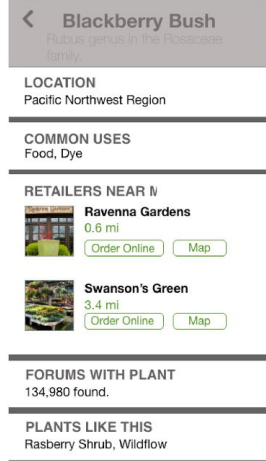 Blackberry Bush
Rubus genus in the Rosaceae
family.
LOCATION
Pacific Northwest Region
COMMON USES
Food, Dye
RETAILERS NEAR M
Ravenna Gardens
0.6 mi
Order Online Map
Swanson's Green
3.4 mi
Order Online Map
FORUMS WITH PLANT
134,980 found.
PLANTS LIKE THIS
Rasberry Shrub, Wildflow